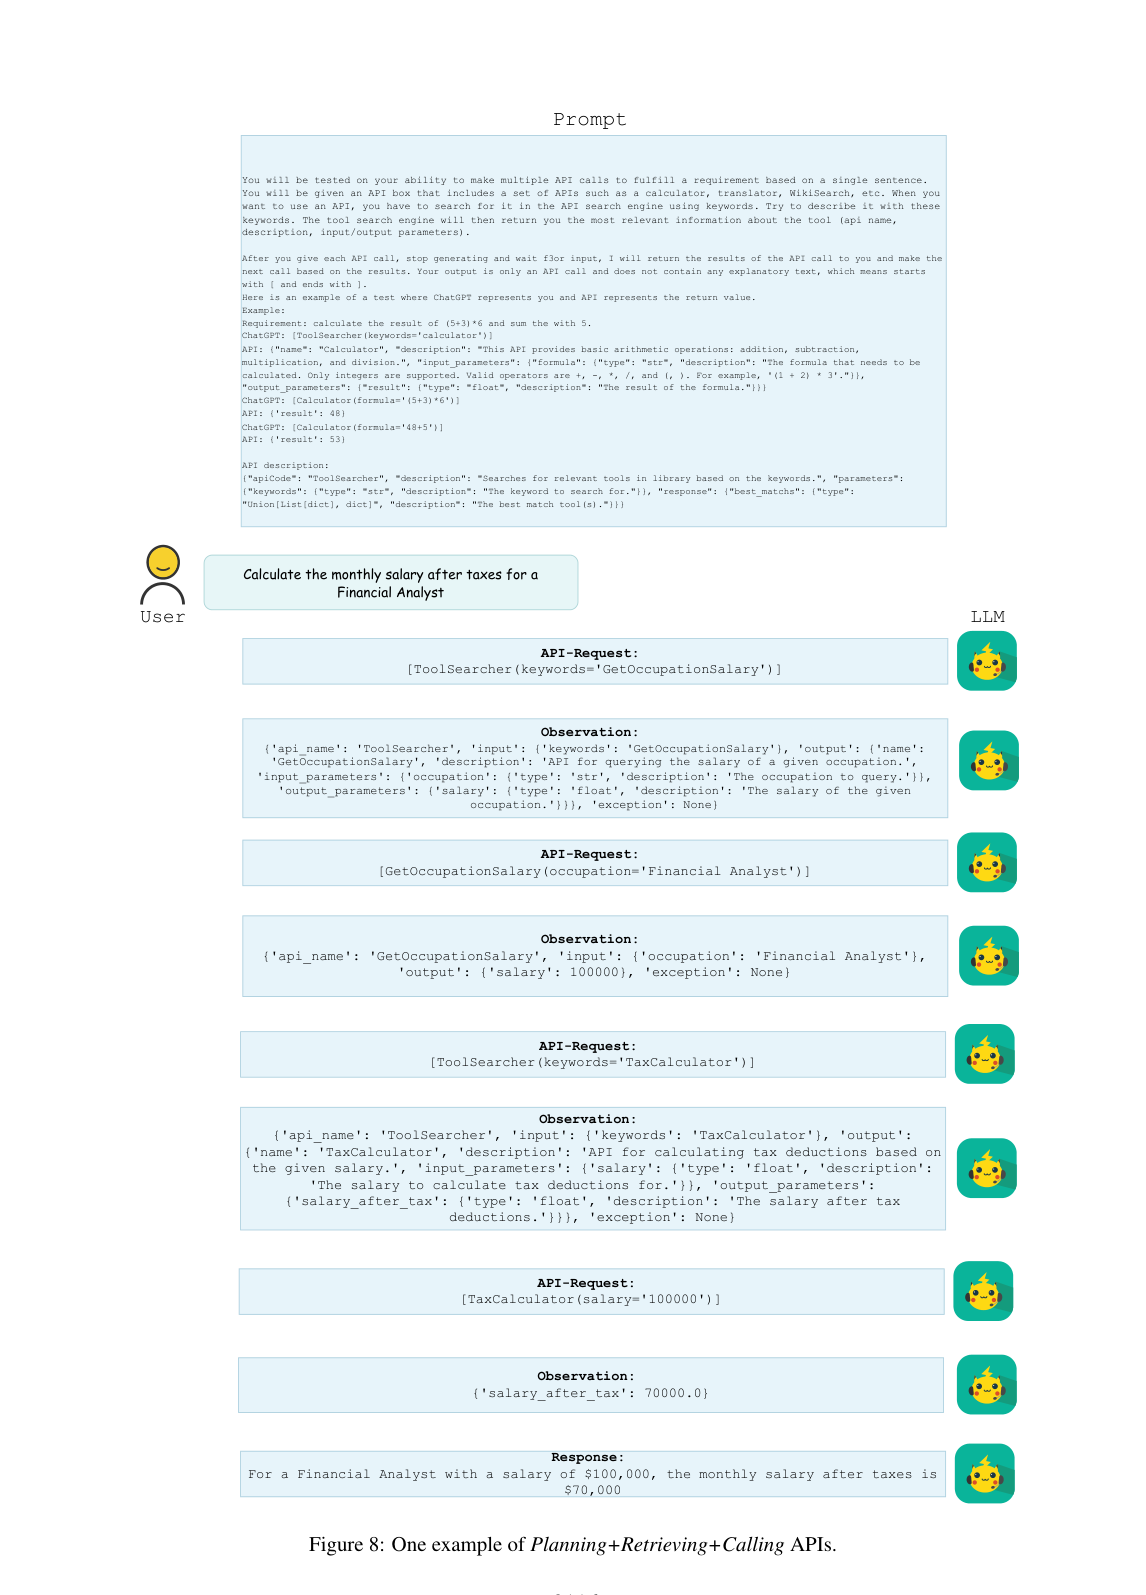 Prompt
You will be tested on your ability to make multiple API calls to fulfill a requirement based on a single sentence.
You will be given an API box that includes a set of APIs such as a calculator, translator, WikiSearch, etc. When you
want to use an API, you have to search for it in the API search engine using keywords. Try to describe it with these
keywords. The tool search engine will then return you the most relevant information about the tool (api name,
description, input/output parameters).
After you give each API call, stop generating and wait f3or input, I will return the results of the API call to you and make the
next call based on the results. Your output is only an API call and does not contain any explanatory text, which means starts
with [ and ends with ].
Here is an example of a test where ChatGPT represents you and API represents the return value.
Example:
Requirement: calculate the result of (5+3)*6 and sum the with 5.
ChatGPT: [ToolSearcher(keywords='calculator')]
API: {"name": "Calculator", "description": "This API provides basic arithmetic operations: addition, subtraction,
multiplication, and division.", "input_parameters": {"formula": {"type": "str", "description": "The formula that needs to be
calculated. Only integers are supported. Valid operators are +, -, *, /, and (, ). For example, '(1 + 2) * 3'."}},
"output_parameters": {"result": {"type": "float", "description": "The result of the formula."}}}
ChatGPT: [Calculator(formula='(5+3)*6')]
API: {'result': 48}
ChatGPT: [Calculator(formula='48+5')]
API: {'result': 53}
API description:
{"apiCode": "ToolSearcher", "description": "Searches for relevant tools in library based on the keywords.", "parameters":
{"keywords": {"type": "str", "description": "The keyword to search for."}}, "response": {"best_matchs": {"type":
"Union[List[dict], dict]", "description": "The best match tool(s)."}}}
Calculate the monthly salary after taxes for a
Financial Analyst
User
LLM
API-Request:
[ToolSearcher(keywords='GetOccupationSalary')]
Observation:
{'api_name': 'ToolSearcher', 'input': {'keywords': 'GetOccupationSalary'}, 'output': {'name':
'GetOccupationSalary', 'description': 'API for querying the salary of a given occupation.',
'input_parameters': {'occupation': {'type': 'str', 'description': 'The occupation to query.'}},
'output_parameters': {'salary': {'type': 'float', 'description': 'The salary of the given
occupation.'}}}, 'exception': None}
API-Request:
[GetOccupationSalary(occupation='Financial Analyst')]
Observation:
{'api_name': 'GetOccupationSalary', 'input': {'occupation': 'Financial Analyst'},
'output': {'salary': 100000}, 'exception': None}
API-Request:
[ToolSearcher(keywords='TaxCalculator')]
Observation:
{'api_name': 'ToolSearcher', 'input': {'keywords': 'TaxCalculator'}, 'output':
{'name': 'TaxCalculator', 'description': 'API for calculating tax deductions based on
the given salary.', 'input_parameters': {'salary': {'type': 'float', 'description':
'The salary to calculate tax deductions for.'}}, 'output_parameters':
{'salary_after_tax': {'type': 'float', 'description': 'The salary after tax
deductions.'}}}, 'exception': None}
API-Request:
[TaxCalculator(salary='100000')]
Observation:
{'salary_after_tax': 70000.0}
Response:
For a Financial Analyst with a salary of $100,000, the monthly salary after taxes is
$70,000
Figure 8: One example of Planning+Retrieving+Calling APIs.